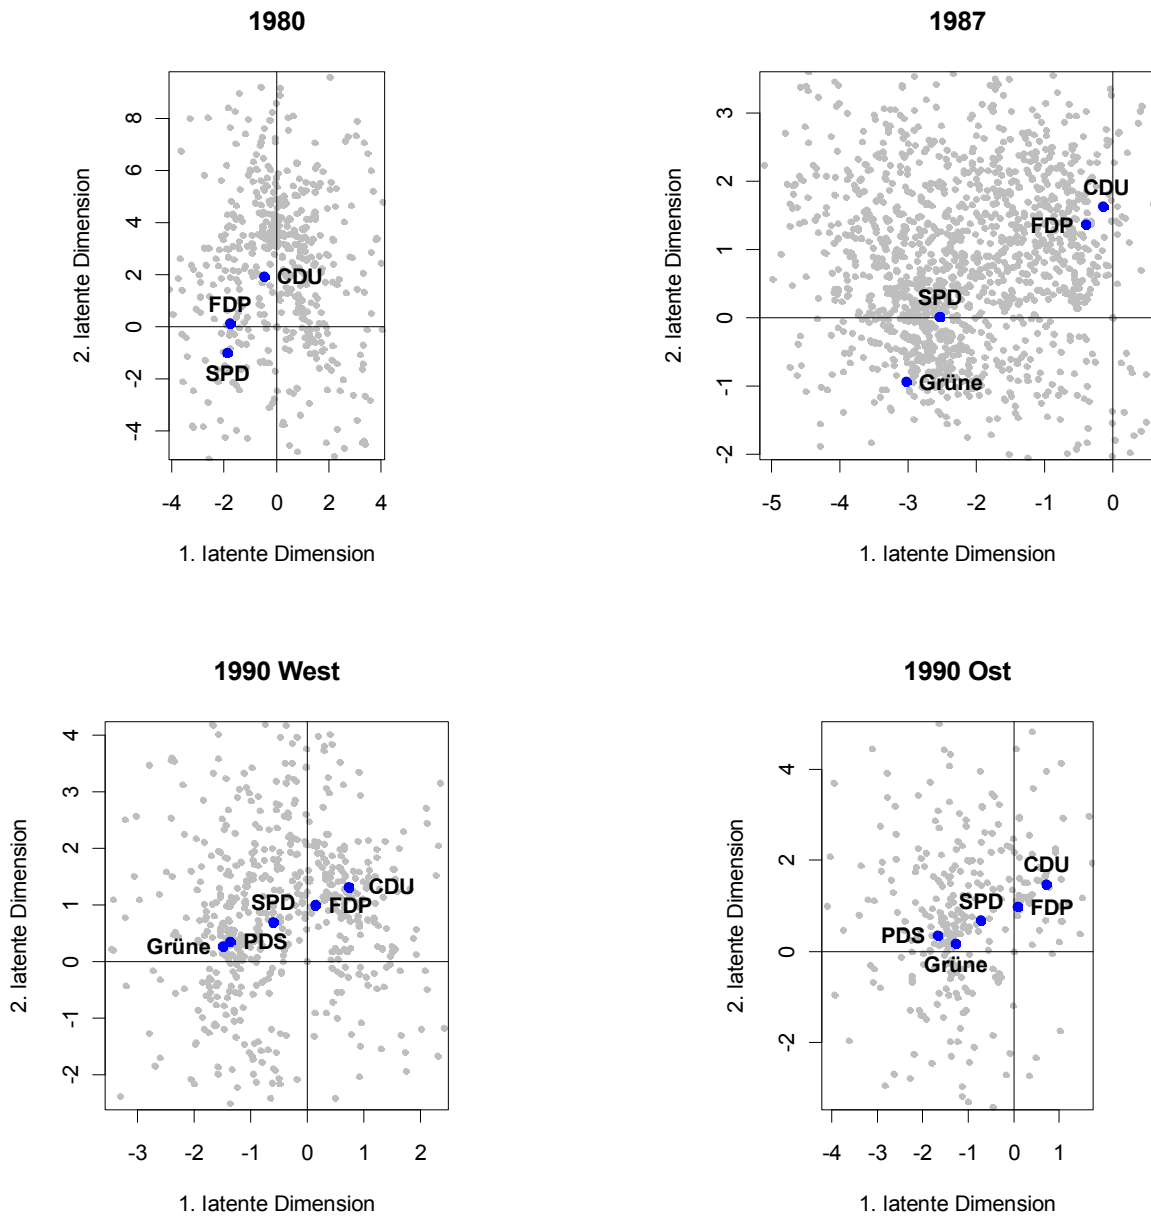 1980
2. latente Dimension
8
6
4
2
0
-2
-4
CDU
FDP
SPD
-4 -2 0 2 4
1. latente Dimension
1987
2. latente Dimension
3
2
1
0
-1
-2
CDU
FDP
SPD
Grüne
-5 -4 -3 -2 -1 0
1. latente Dimension
1990 West
2. latente Dimension
4
3
2
1
0
-1
-2
CDU
SPD
FDP
Grüne
PDS
-3 -2 -1 0 1 2
1. latente Dimension
1990 Ost
2. latente Dimension
4
2
0
-2
CDU
SPD
FDP
PDS
Grüne
-4 -3 -2 -1 0 1
1. latente Dimension